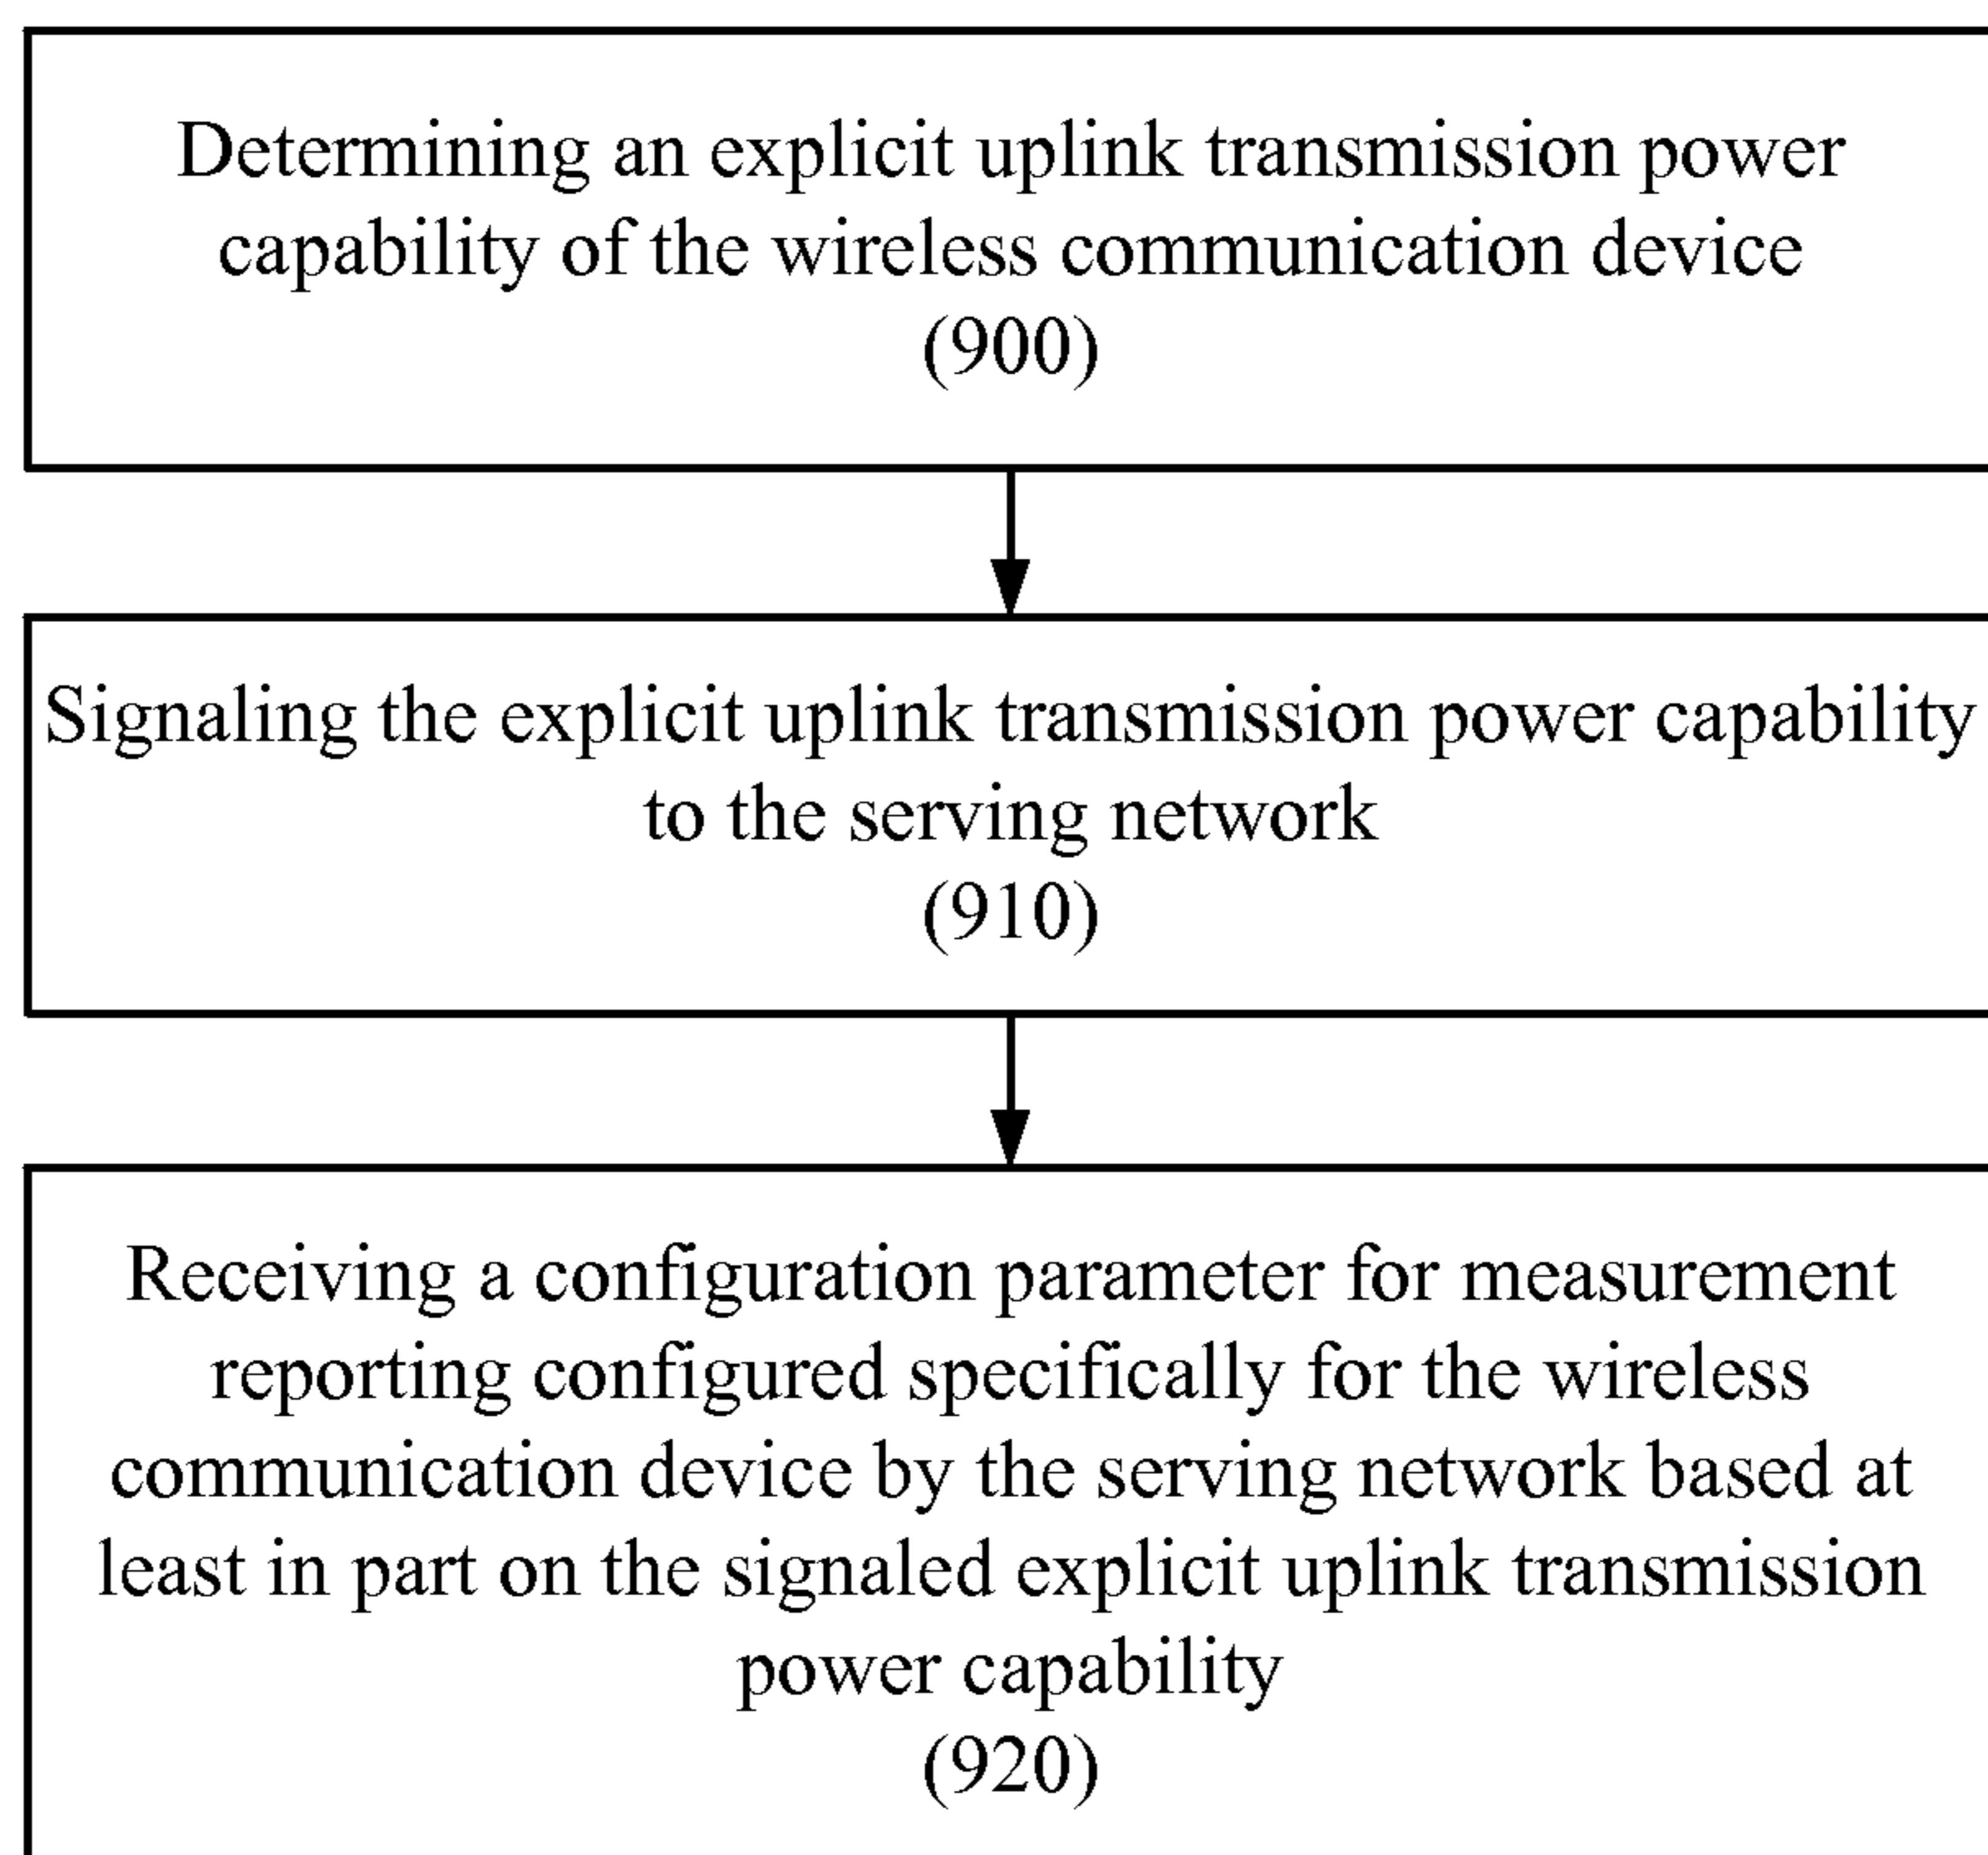 Determining an explicit uplink transmission power
capability of the wireless communication device
(900)
Signaling the explicit uplink transmission power capability
to the serving network
(910)
Receiving a configuration parameter for measurement
reporting configured specifically for the wireless
communication device by the serving network based at
least in part on the signaled explicit uplink transmission
power capability
(920)